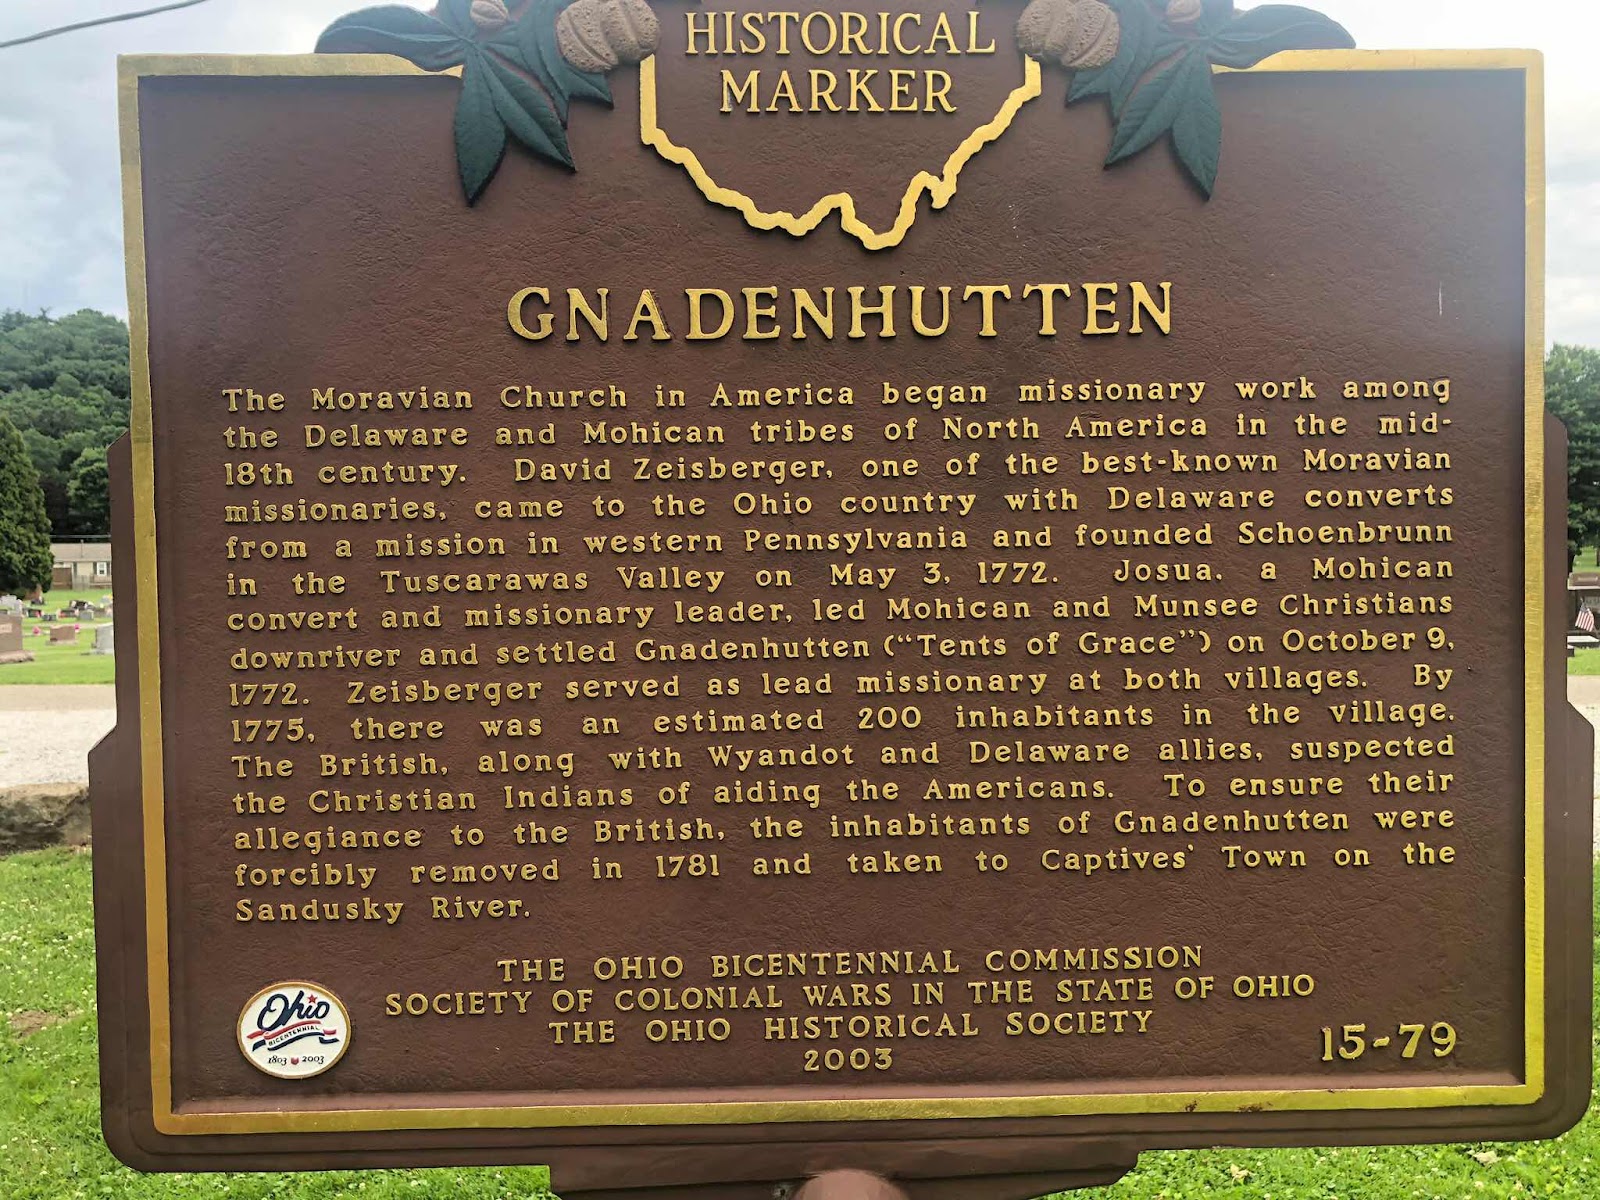 HISTORICAL
MARKER
GNADENHUTTEN
The Moravian Church in America began missionary work among
the Delaware and Mohican tribes of North America in the mid-
18th century. David Zeisberger, one of the best-known Moravian
missionaries, came to the Ohio country with Delaware converts
from a mission in western Pennsylvania and founded Schoenbrunn
in the Tuscarawas Valley on May 3, 1772. Josua, a Mohican
convert and missionary leader, led Mohican and Munsee Christians
downriver and settled Gnadenhutten ("Tents of Grace") on October 9,
1772. Zeisberger served as lead missionary at both villages. By
1775, there was an estimated 200 inhabitants in the village.
The British, along with Wyandot and Delaware allies, suspected
the Christian Indians of aiding the Americans. To ensure their
allegiance to the British, the inhabitants of Gnadenhutten were
forcibly removed in 1781 and taken to Captives' Town on the
Sandusky River.
THE OHIO BICENTENNIAL COMMISSION
SOCIETY OF COLONIAL WARS IN THE STATE OF OHIO
THE OHIO HISTORICAL SOCIETY
2003
15-79
Ohio
BICENTENNIAL
1803 2003